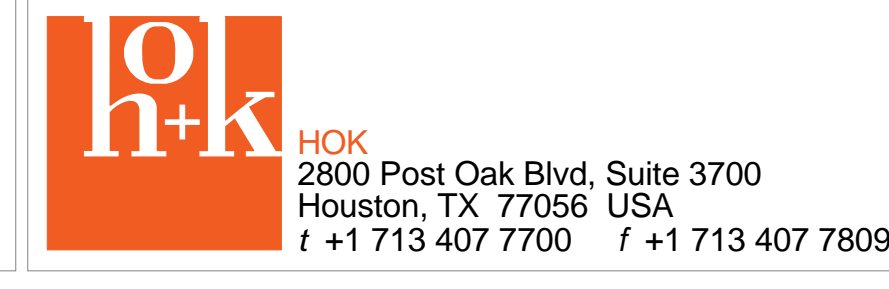 ho+k
HOK
2800 Post Oak Blvd, Suite 3700
Houston, TX 77056 USA
t +1 713 407 7700 f +1 713 407 7809